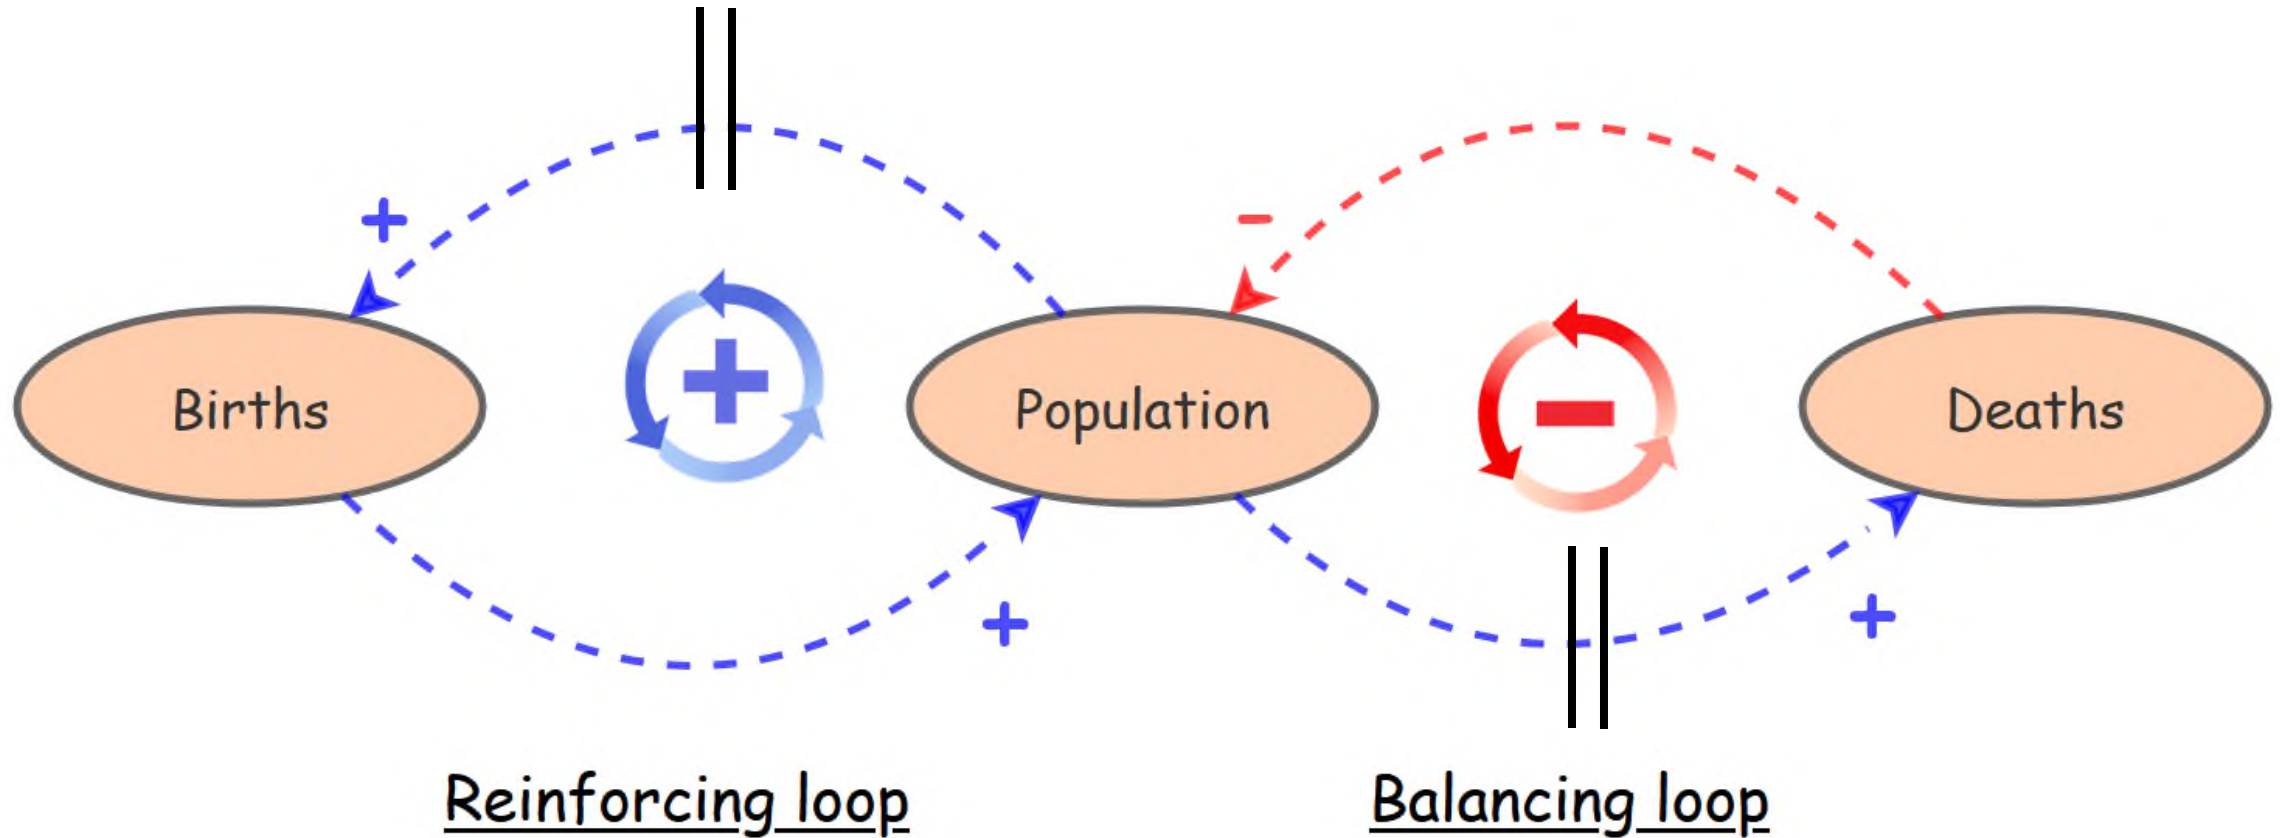 +
−
+
−
Births
Population
Deaths
+
+
Reinforcing loop
Balancing loop